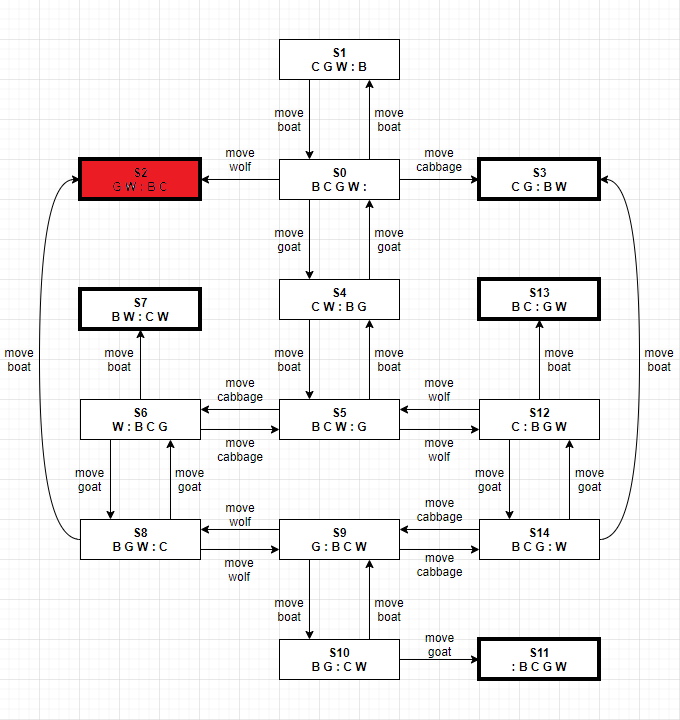 S1
C G W : B
move
boat
move
boat
move
wolf
move
cabbage
S2
G W : B C
S0
B C G W :
S3
C G : B W
move
goat
move
goat
S7
B W : C W
S4
C W : B G
S13
B C : G W
move
boat
move
boat
move
boat
move
boat
move
boat
move
boat
move
cabbage
move
wolf
S6
W : B C G
S5
B C W : G
S12
C : B G W
move
cabbage
move
wolf
move
goat
move
goat
move
goat
move
goat
move
wolf
move
cabbage
S8
B G W : C
S9
G : B C W
S14
B C G : W
move
wolf
move
cabbage
move
boat
move
boat
move
goat
S10
B G : C W
S11
: B C G W